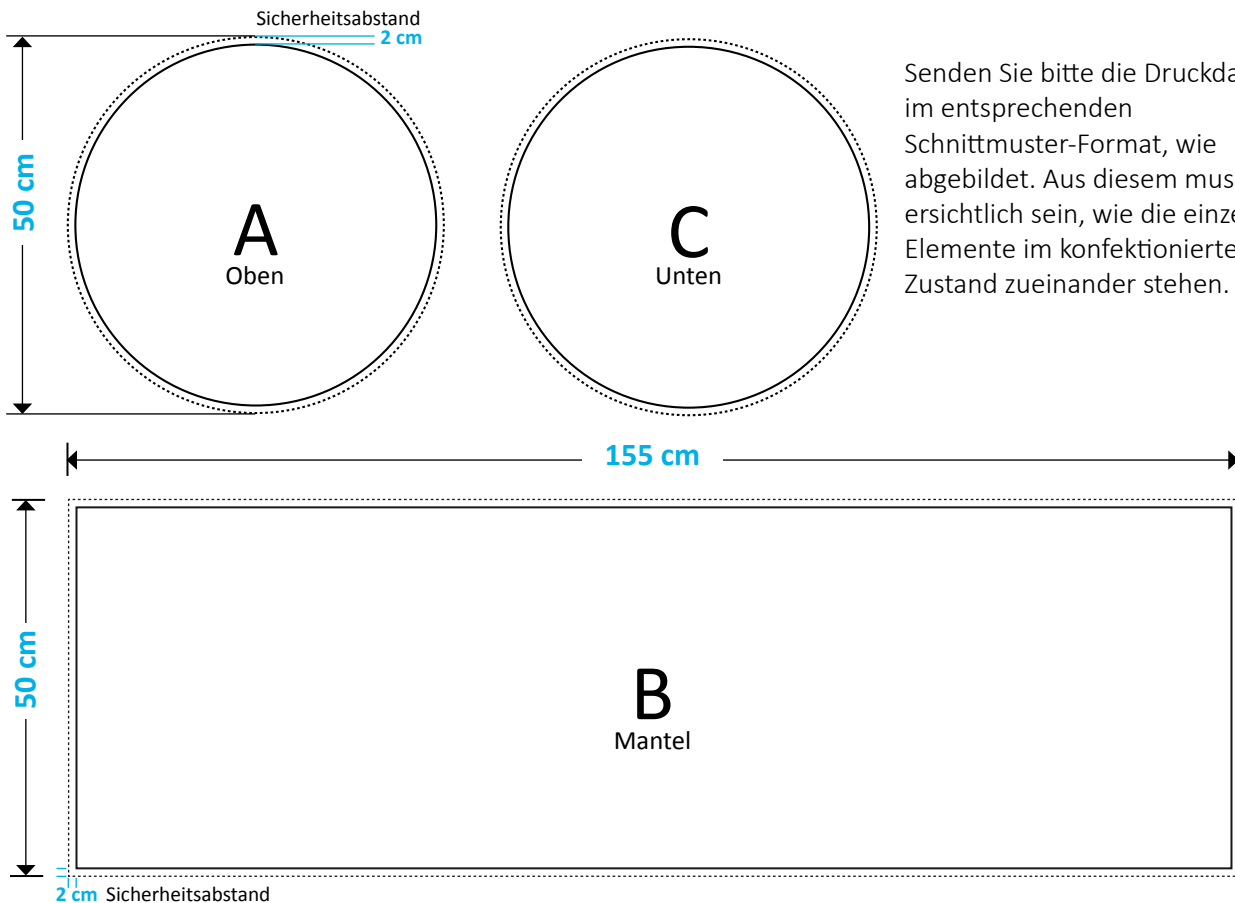 Sicherheitsabstand
2 cm
50 cm
A
Oben
C
Unten
Senden Sie bitte die Druckda
im entsprechenden
Schnittmuster-Format, wie
abgebildet. Aus diesem mus
ersichtlich sein, wie die einze
Elemente im konfektionierte
Zustand zueinander stehen.
155 cm
50 cm
B
Mantel
2 cm Sicherheitsabstand